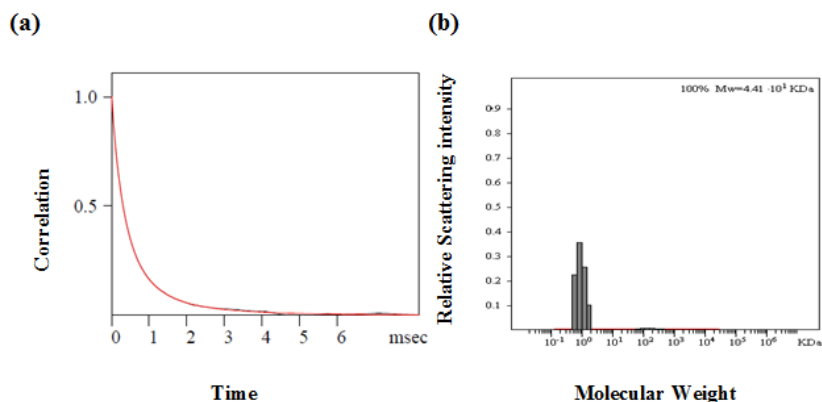 (a)
Correlation
1.0
0.5
0 1 2 3 4 5 6 msec
Time
(b)
Relative Scattering intensity
100% Mw=4.41 ·10¹ KDa
0.9
0.8
0.7
0.6
0.5
0.4
0.3
0.2
0.1
10⁻¹ 10⁰ 10¹ 10² 10³ 10⁴ 10⁵ 10⁶ KDa
Molecular Weight